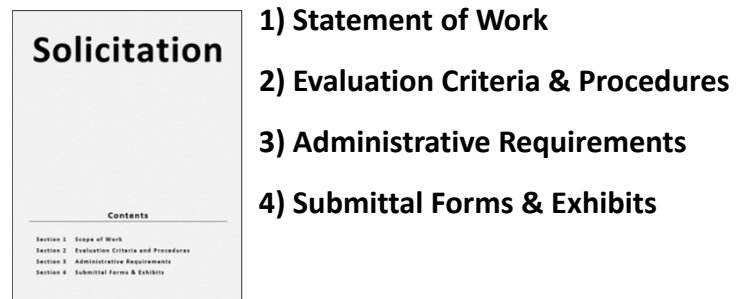 Solicitation
Contents
Section 1 Scope of Work
Section 2 Evaluation Criteria and Procedures
Section 3 Administrative Requirements
Section 4 Submittal Forms & Exhibits
1) Statement of Work
2) Evaluation Criteria & Procedures
3) Administrative Requirements
4) Submittal Forms & Exhibits